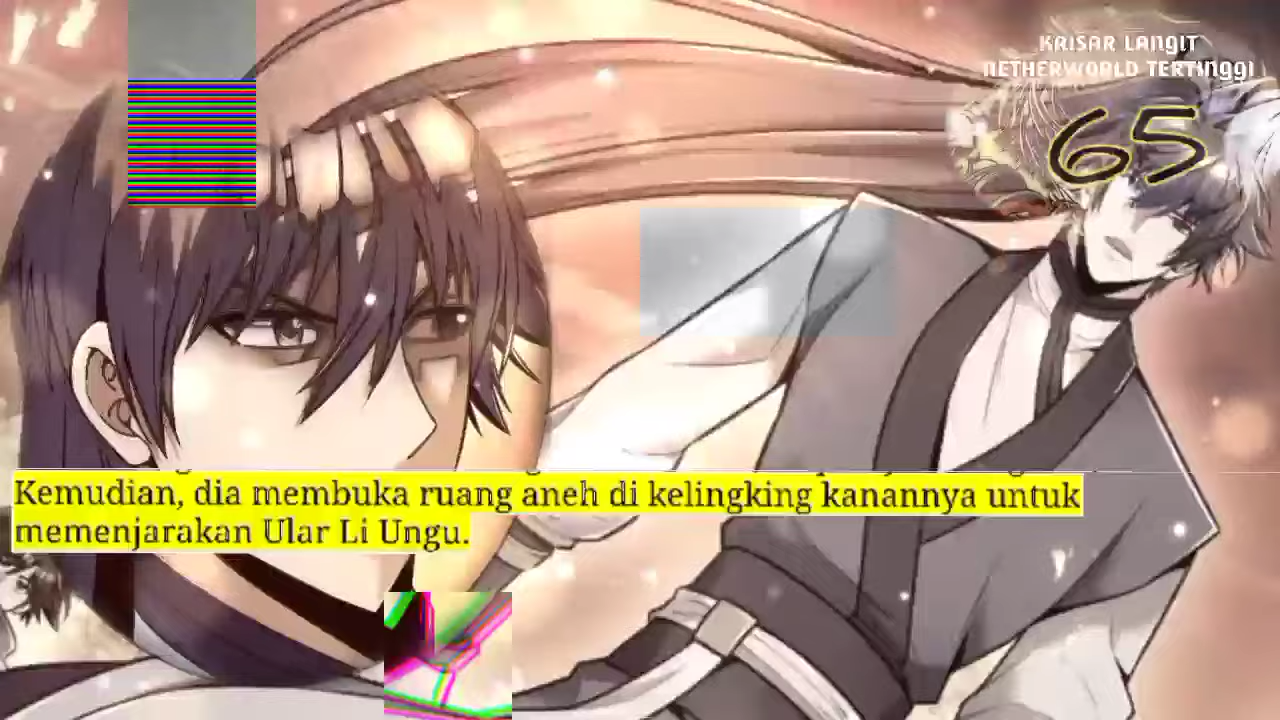 KAISAR LANGIT
NETHERWORLD TERTINGGI
65
Kemudian, dia membuka ruang aneh di kelingking kanannya untuk
memenjarakan Ular Li Ungu.